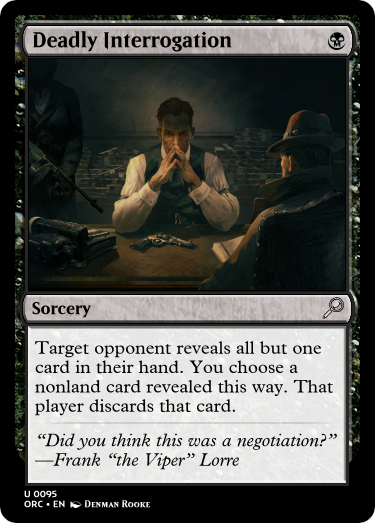 Deadly Interrogation
Sorcery
Target opponent reveals all but one
card in their hand. You choose a
nonland card revealed this way. That
player discards that card.
“Did you think this was a negotiation?”
—Frank “the Viper” Lorre
U 0095
ORC • EN Denman Rooke